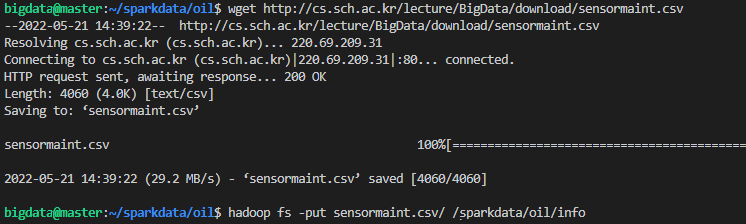 bigdata@master:~/sparkdata/oil$ wget http://cs.sch.ac.kr/lecture/BigData/download/sensormaint.csv
--2022-05-21 14:39:22--  http://cs.sch.ac.kr/lecture/BigData/download/sensormaint.csv
Resolving cs.sch.ac.kr (cs.sch.ac.kr)... 220.69.209.31
Connecting to cs.sch.ac.kr (cs.sch.ac.kr)|220.69.209.31|:80... connected.
HTTP request sent, awaiting response... 200 OK
Length: 4060 (4.0K) [text/csv]
Saving to: ‘sensormaint.csv’
sensormaint.csv 100%[==========================================
2022-05-21 14:39:22 (29.2 MB/s) - ‘sensormaint.csv’ saved [4060/4060]
bigdata@master:~/sparkdata/oil$ hadoop fs -put sensormaint.csv/ /sparkdata/oil/info